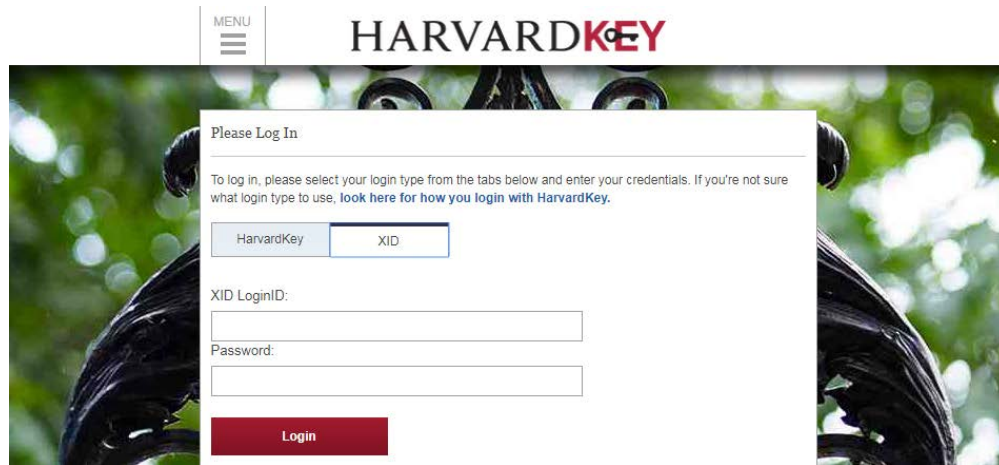 MENU
HARVARDKEY
Please Log In
To log in, please select your login type from the tabs below and enter your credentials. If you're not sure
what login type to use, look here for how you login with HarvardKey.
HarvardKey XID
XID LoginID:
Password:
Login